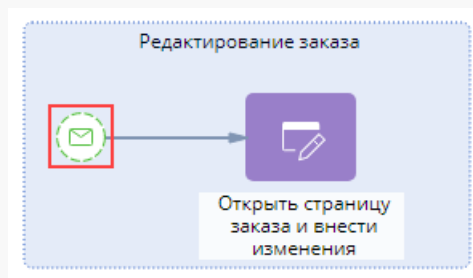 Редактирование заказа
Открыть страницу
заказа и внести
изменения